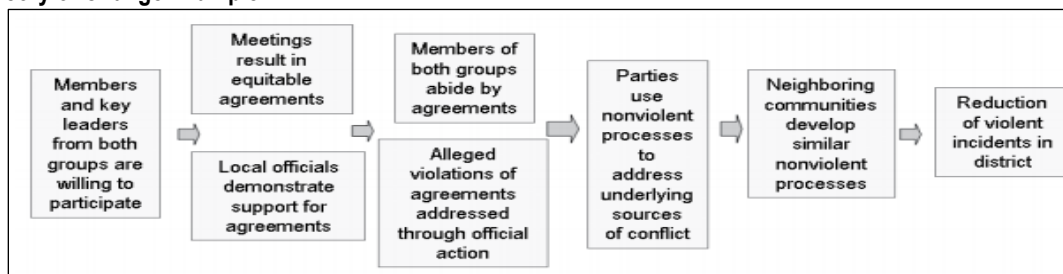 Members
and key
leaders
from both
groups are
willing to
participate
Meetings
result in
equitable
agreements
Local officials
demonstrate
support for
agreements
Members of
both groups
abide by
agreements
Alleged
violations of
agreements
addressed
through official
action
Parties
use
nonviolent
processes
to
address
underlying
sources
of conflict
Neighboring
communities
develop
similar
nonviolent
processes
Reduction
of violent
incidents in
district